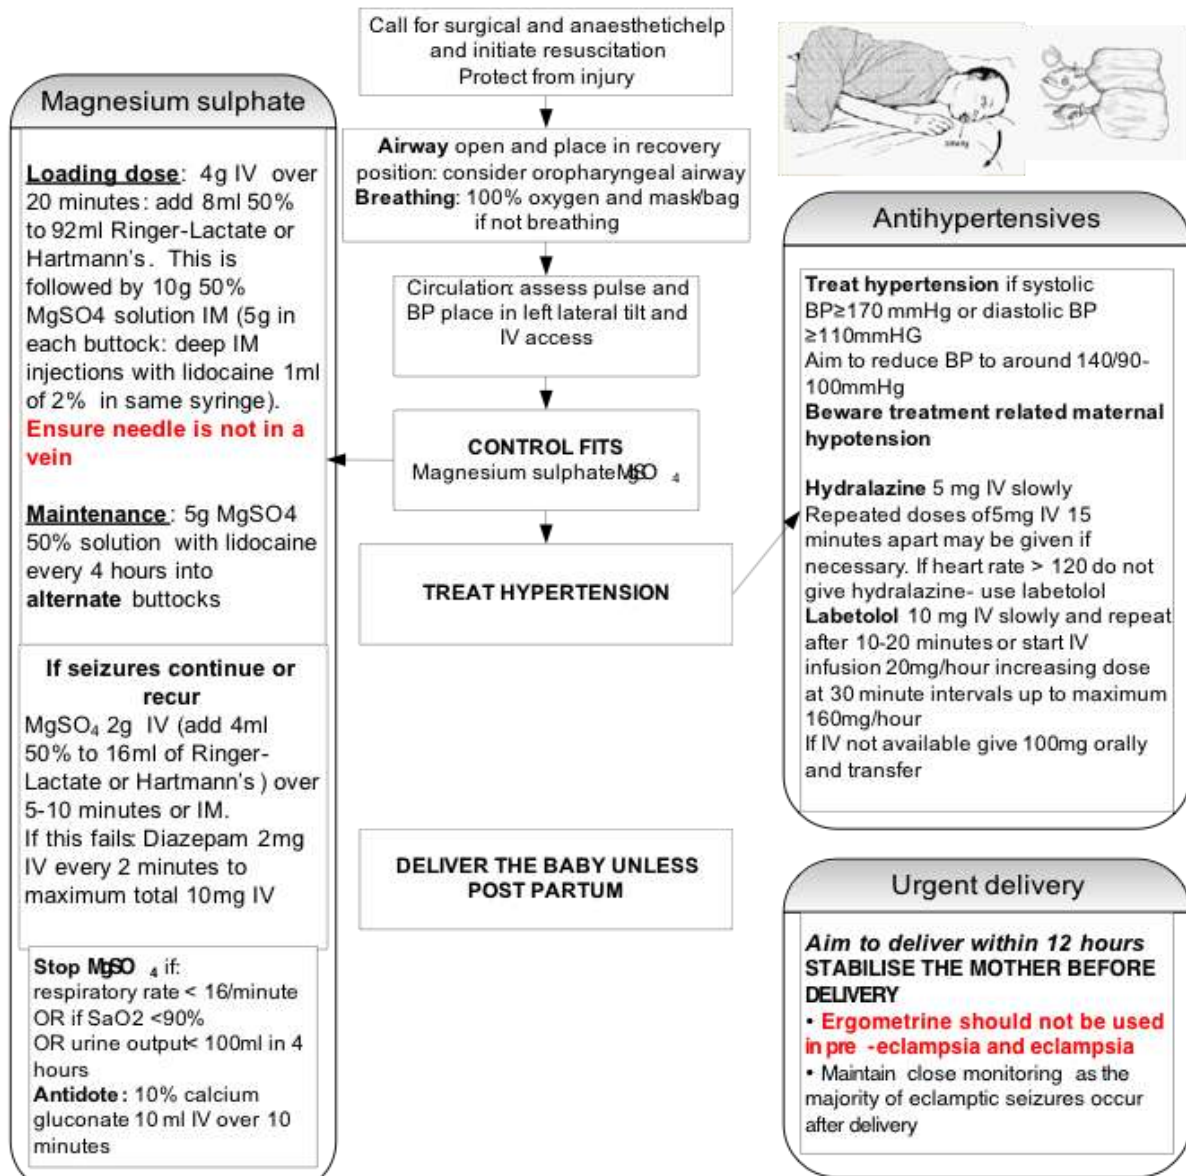 Call for surgical and anaesthetichelp
and initiate resuscitation
Protect from injury
Airway open and place in recovery
position: consider oropharyngeal airway
Breathing: 100% oxygen and mask/bag
if not breathing
Circulation: assess pulse and
BP place in left lateral tilt and
IV access
CONTROL FITS
Magnesium sulphateMgSO 4
TREAT HYPERTENSION
DELIVER THE BABY UNLESS
POST PARTUM
Magnesium sulphate
Loading dose: 4g IV over
20 minutes: add 8ml 50%
to 92ml Ringer-Lactate or
Hartmann's. This is
followed by 10g 50%
MgSO4 solution IM (5g in
each buttock: deep IM
injections with lidocaine 1ml
of 2% in same syringe).
Ensure needle is not in a
vein
Maintenance: 5g MgSO4
50% solution with lidocaine
every 4 hours into
alternate buttocks
If seizures continue or
recur
MgSO₄ 2g IV (add 4ml
50% to 16ml of Ringer-
Lactate or Hartmann's ) over
5-10 minutes or IM.
If this fails: Diazepam 2mg
IV every 2 minutes to
maximum total 10mg IV
Stop MgSO 4 if:
respiratory rate < 16/minute
OR if SaO2 <90%
OR urine output< 100ml in 4
hours
Antidote: 10% calcium
gluconate 10 ml IV over 10
minutes
Antihypertensives
Treat hypertension if systolic
BP≥170 mmHg or diastolic BP
≥110mmHG
Aim to reduce BP to around 140/90-
100mmHg
Beware treatment related maternal
hypotension
Hydralazine 5 mg IV slowly
Repeated doses of5mg IV 15
minutes apart may be given if
necessary. If heart rate > 120 do not
give hydralazine- use labetolol
Labetolol 10 mg IV slowly and repeat
after 10-20 minutes or start IV
infusion 20mg/hour increasing dose
at 30 minute intervals up to maximum
160mg/hour
If IV not available give 100mg orally
and transfer
Urgent delivery
Aim to deliver within 12 hours
STABILISE THE MOTHER BEFORE
DELIVERY
• Ergometrine should not be used
in pre -eclampsia and eclampsia
• Maintain close monitoring as the
majority of eclamptic seizures occur
after delivery